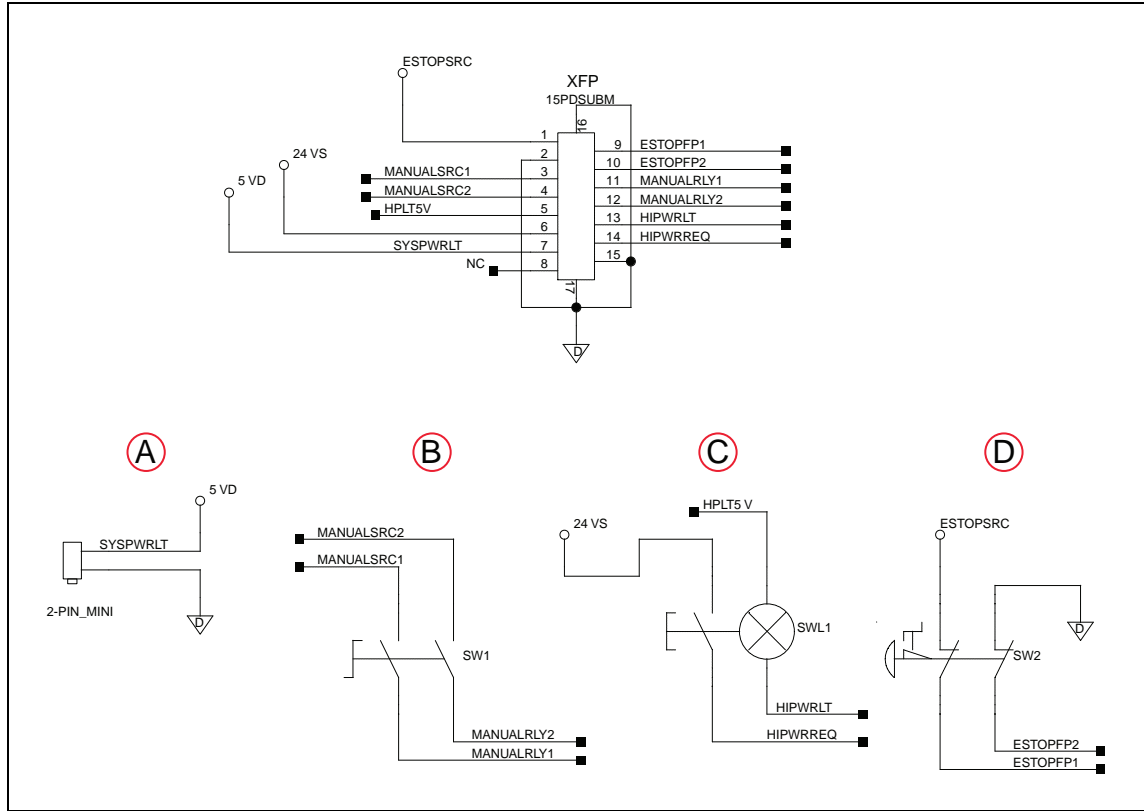 ESTOPSRC
XFP
15PDSUBM
16
24 VS
5 VD
1
2
MANUALSRC1 3
MANUALSRC2 4
HPLT5V 5
6
SYSPWRLT 7
NC 8
9 ESTOPFP1
10 ESTOPFP2
11 MANUALRLY1
12 MANUALRLY2
13 HIPWRLT
14 HIPWRREQ
15
17
D
A
B
C
D
5 VD
SYSPWRLT
2-PIN_MINI
D
MANUALSRC2
MANUALSRC1
SW1
MANUALRLY2
MANUALRLY1
HPLT5 V
24 VS
SWL1
HIPWRLT
HIPWRREQ
ESTOPSRC
D
SW2
ESTOPFP2
ESTOPFP1